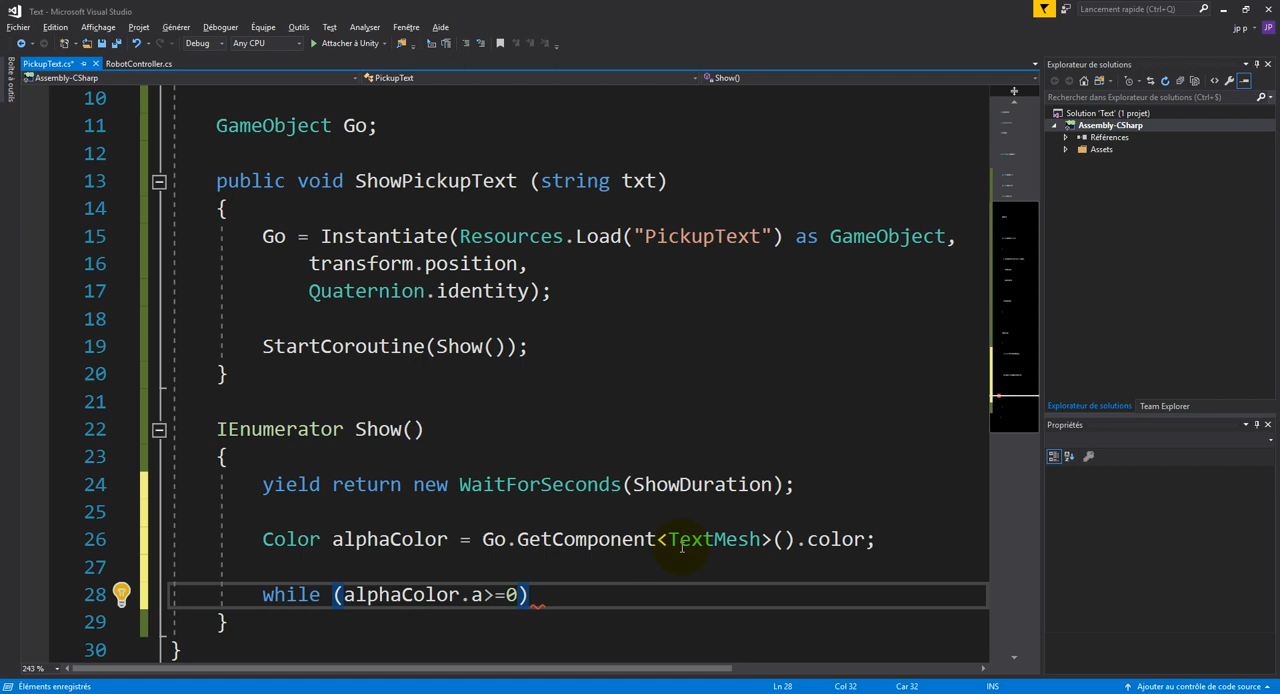 Text - Microsoft Visual Studio
Lancement rapide (Ctrl+Q)
Fichier Edition Affichage Projet Générer Déboguer Équipe Outils Test Analyser Fenêtre Aide
jp p JP
Debug Any CPU Attacher à Unity
PickupText.cs* RobotController.cs
Assembly-CSharp PickupText Show()
Boîte à outils
10
11 GameObject Go;
12
13 public void ShowPickupText (string txt)
14 {
15 Go = Instantiate(Resources.Load("PickupText") as GameObject,
16 transform.position,
17 Quaternion.identity);
18
19 StartCoroutine(Show());
20 }
21
22 IEnumerator Show()
23 {
24 yield return new WaitForSeconds(ShowDuration);
25
26 Color alphaColor = Go.GetComponent<TextMesh>().color;
27
28 while (alphaColor.a>=0)
29 }
30 }
243 %
Explorateur de solutions
Rechercher dans Explorateur de solutions (Ctrl+$)
Solution 'Text' (1 projet)
Assembly-CSharp
Références
Assets
Explorateur de solutions Team Explorer
Propriétés
Éléments enregistrés Ln 28 Col 32 Car 32 INS Ajouter au contrôle de code source